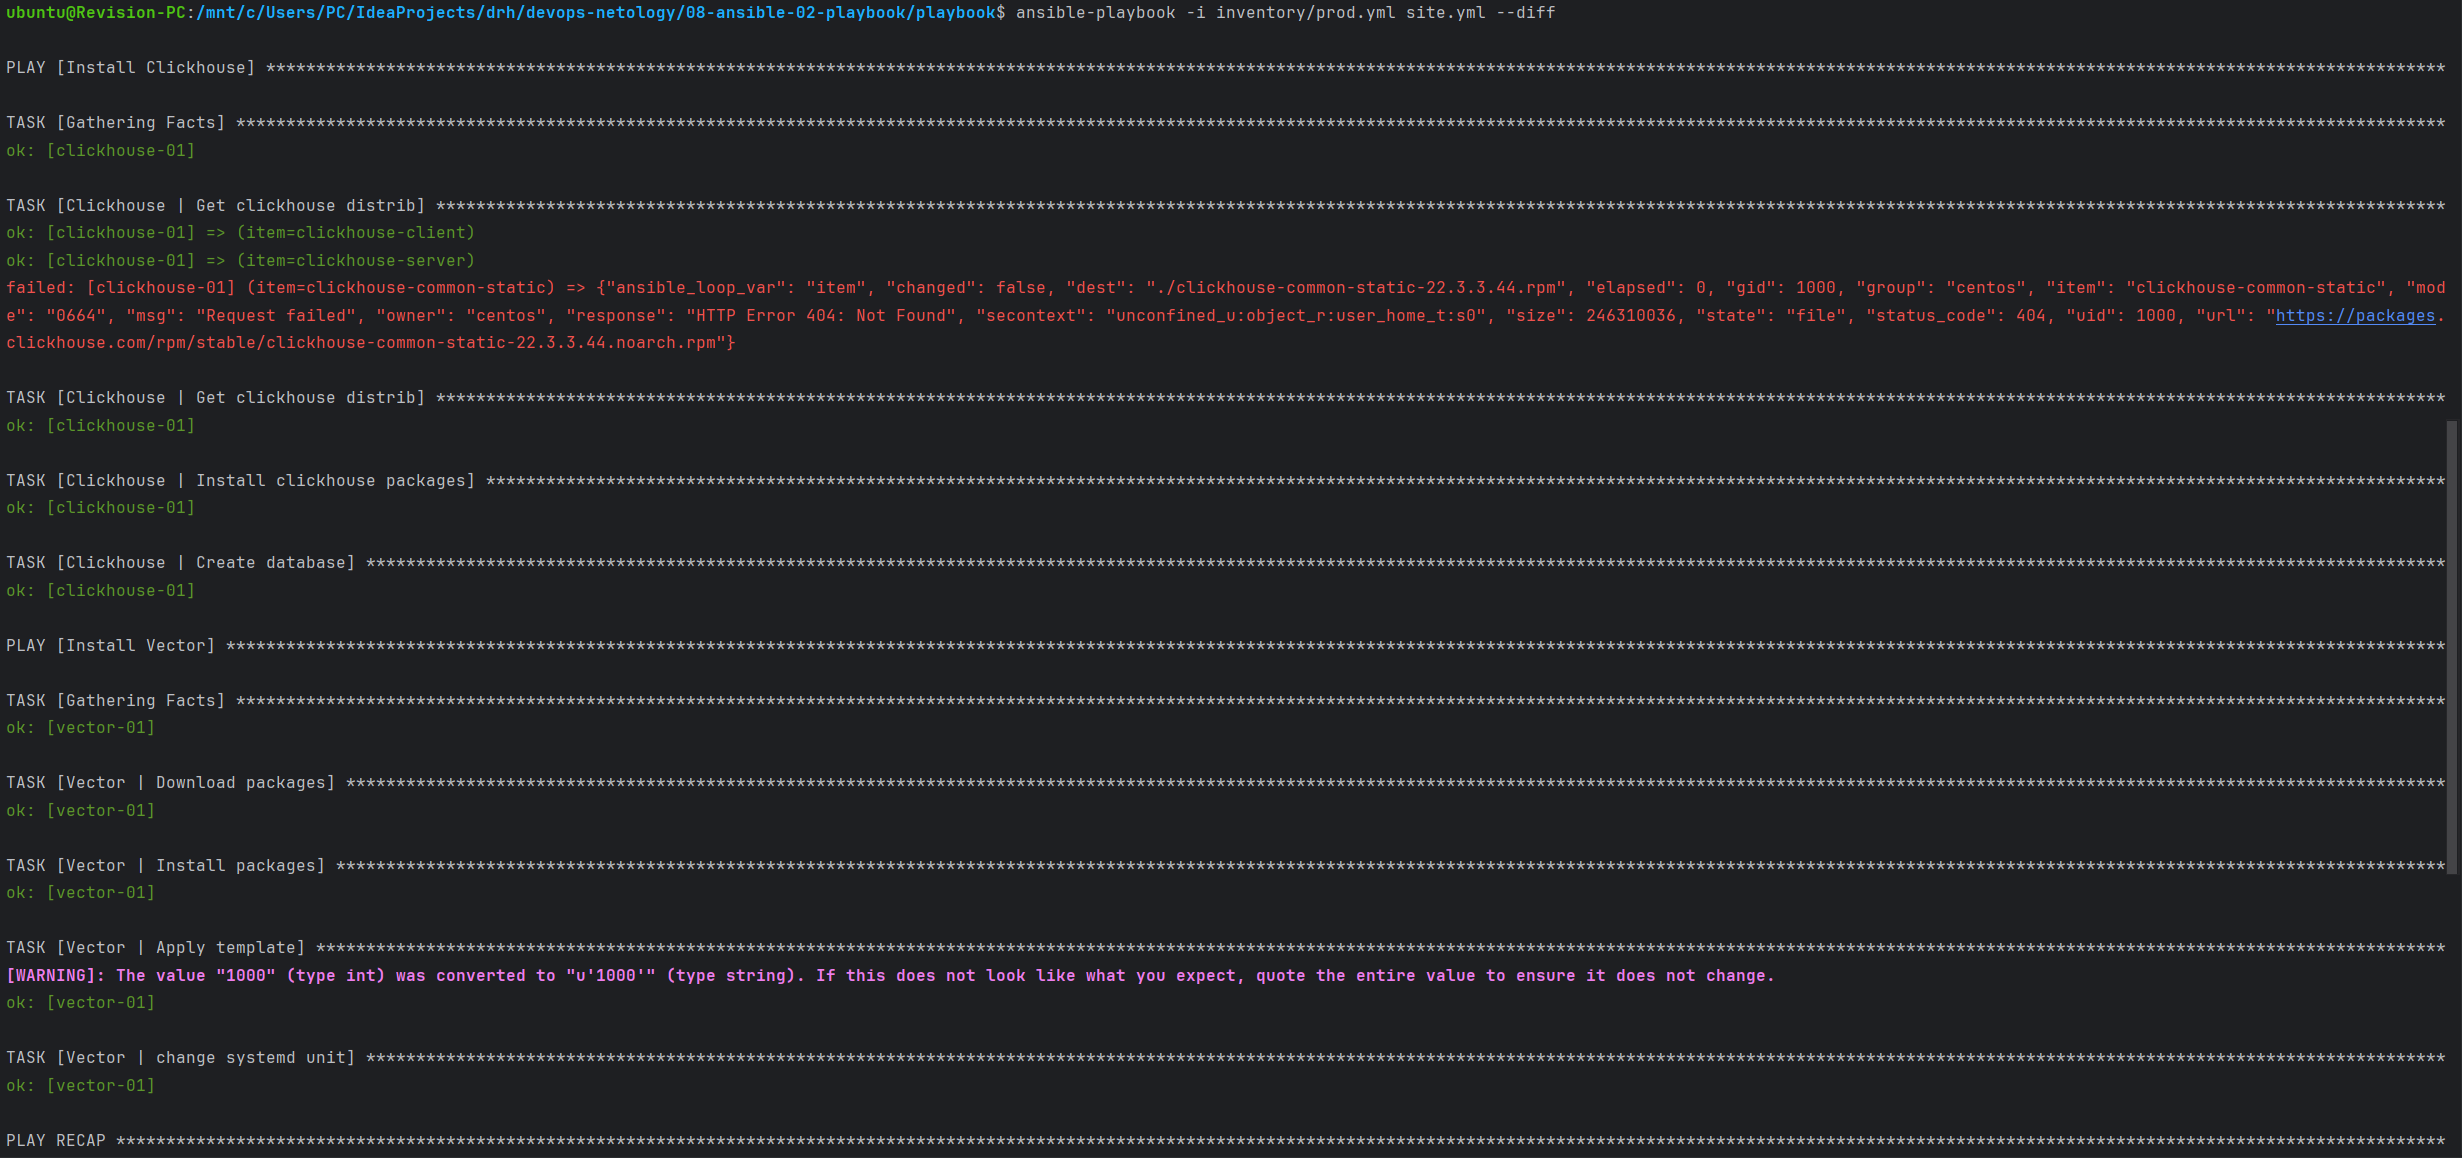 ubuntu@Revision-PC:/mnt/c/Users/PC/IdeaProjects/drh/devops-netology/08-ansible-02-playbook/playbook$ ansible-playbook -i inventory/prod.yml site.yml --diff
PLAY [Install Clickhouse] **************************************************************************************************************************************************************************************************************************
TASK [Gathering Facts] *****************************************************************************************************************************************************************************************************************************
ok: [clickhouse-01]
TASK [Clickhouse | Get clickhouse distrib] *********************************************************************************************************************************************************************************************************
ok: [clickhouse-01] => (item=clickhouse-client)
ok: [clickhouse-01] => (item=clickhouse-server)
failed: [clickhouse-01] (item=clickhouse-common-static) => {"ansible_loop_var": "item", "changed": false, "dest": "./clickhouse-common-static-22.3.3.44.rpm", "elapsed": 0, "gid": 1000, "group": "centos", "item": "clickhouse-common-static", "mod
e": "0664", "msg": "Request failed", "owner": "centos", "response": "HTTP Error 404: Not Found", "secontext": "unconfined_u:object_r:user_home_t:s0", "size": 246310036, "state": "file", "status_code": 404, "uid": 1000, "url": "https://packages.
clickhouse.com/rpm/stable/clickhouse-common-static-22.3.3.44.noarch.rpm"}
TASK [Clickhouse | Get clickhouse distrib] *********************************************************************************************************************************************************************************************************
ok: [clickhouse-01]
TASK [Clickhouse | Install clickhouse packages] ****************************************************************************************************************************************************************************************************
ok: [clickhouse-01]
TASK [Clickhouse | Create database] ****************************************************************************************************************************************************************************************************************
ok: [clickhouse-01]
PLAY [Install Vector] ******************************************************************************************************************************************************************************************************************************
TASK [Gathering Facts] *****************************************************************************************************************************************************************************************************************************
ok: [vector-01]
TASK [Vector | Download packages] ******************************************************************************************************************************************************************************************************************
ok: [vector-01]
TASK [Vector | Install packages] *******************************************************************************************************************************************************************************************************************
ok: [vector-01]
TASK [Vector | Apply template] *********************************************************************************************************************************************************************************************************************
[WARNING]: The value "1000" (type int) was converted to "u'1000'" (type string). If this does not look like what you expect, quote the entire value to ensure it does not change.
ok: [vector-01]
TASK [Vector | change systemd unit] ****************************************************************************************************************************************************************************************************************
ok: [vector-01]
PLAY RECAP *****************************************************************************************************************************************************************************************************************************************